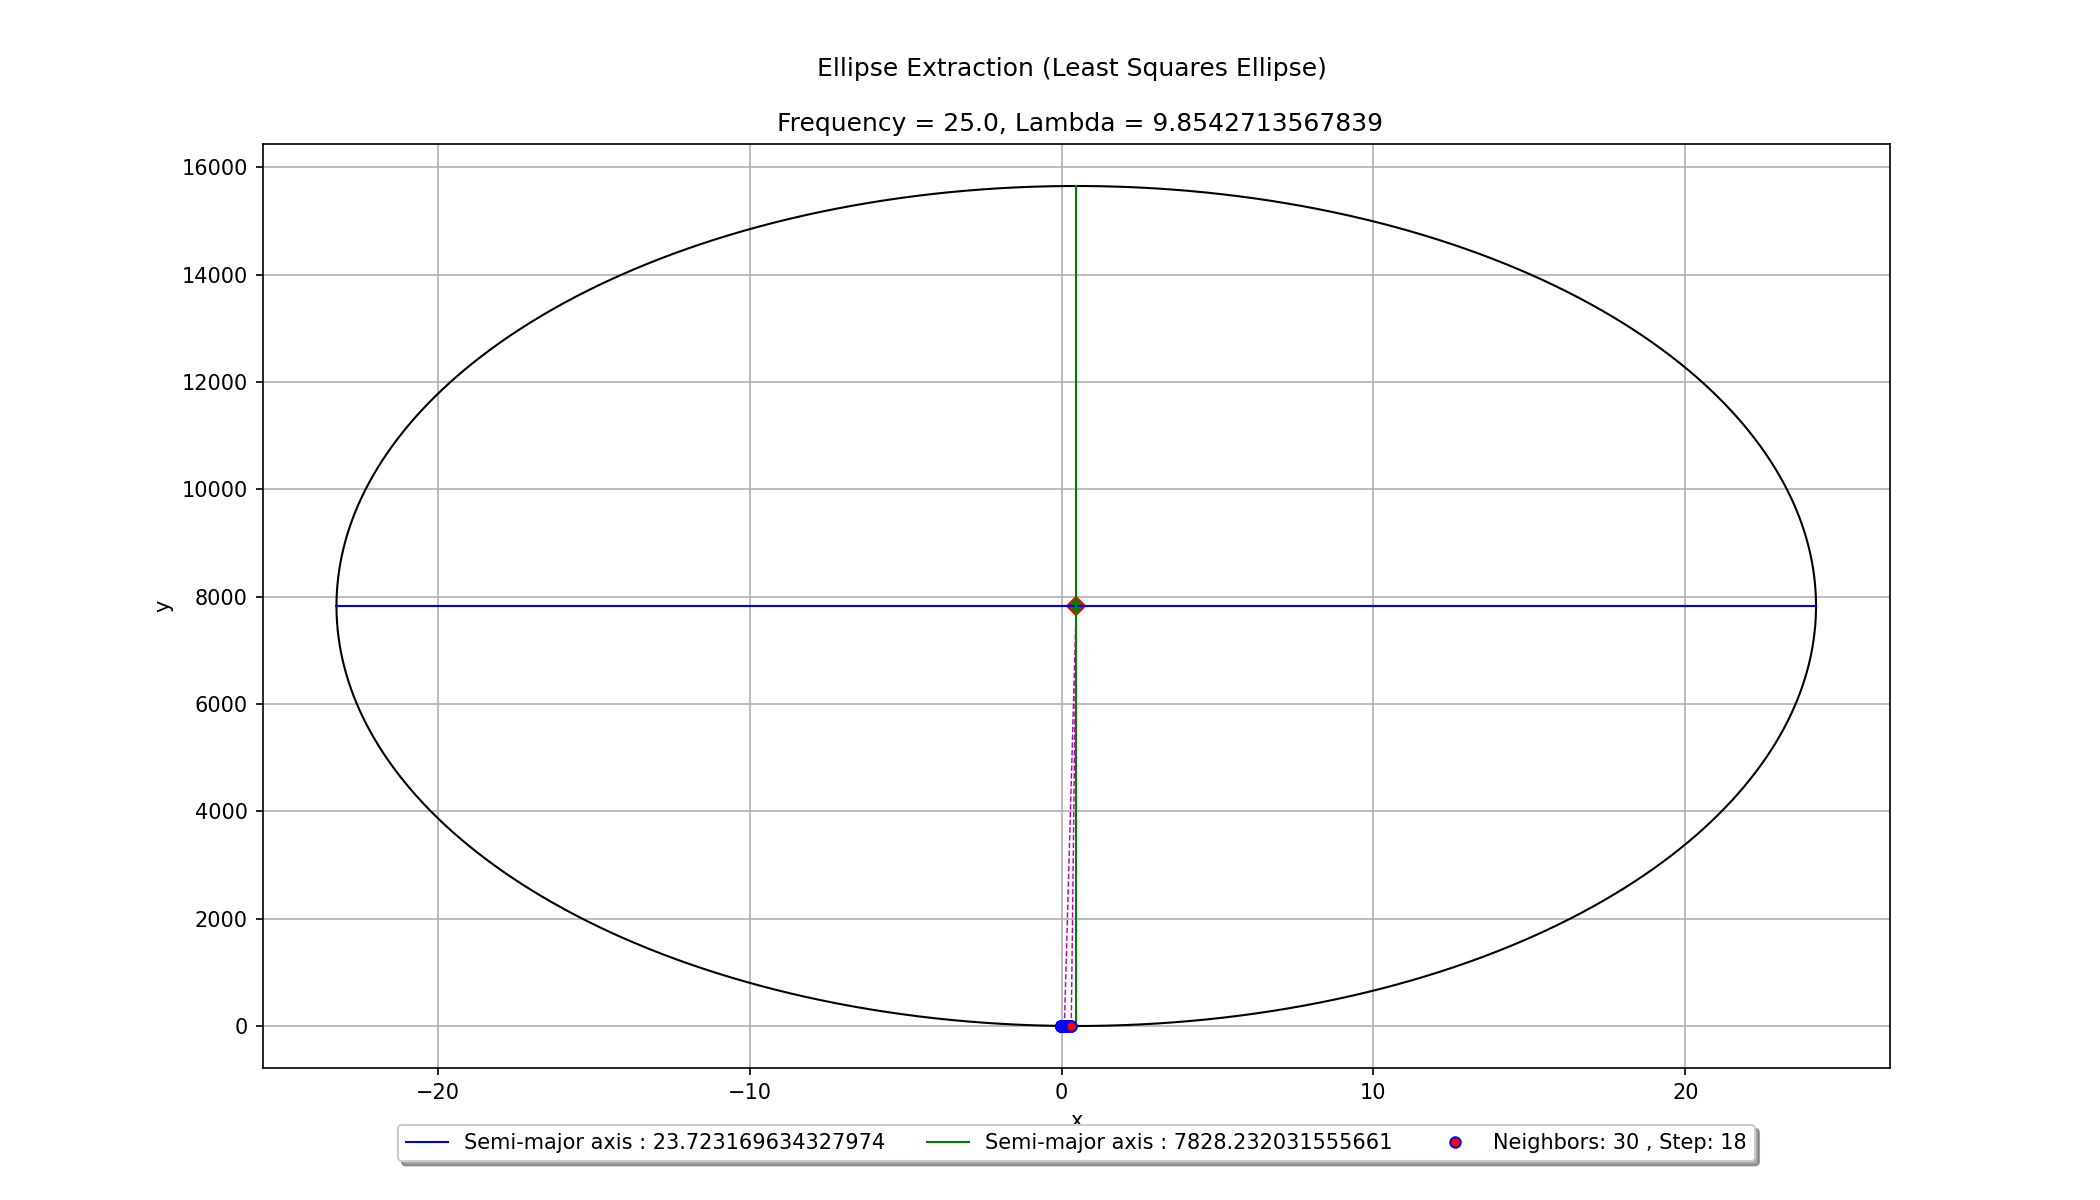 Ellipse Extraction (Least Squares Ellipse)
Frequency = 25.0, Lambda = 9.8542713567839
16000
14000
12000
10000
8000
6000
4000
2000
0
y
−20 −10 0 10 20
x
Semi-major axis : 23.723169634327974 Semi-major axis : 7828.232031555661 Neighbors: 30 , Step: 18